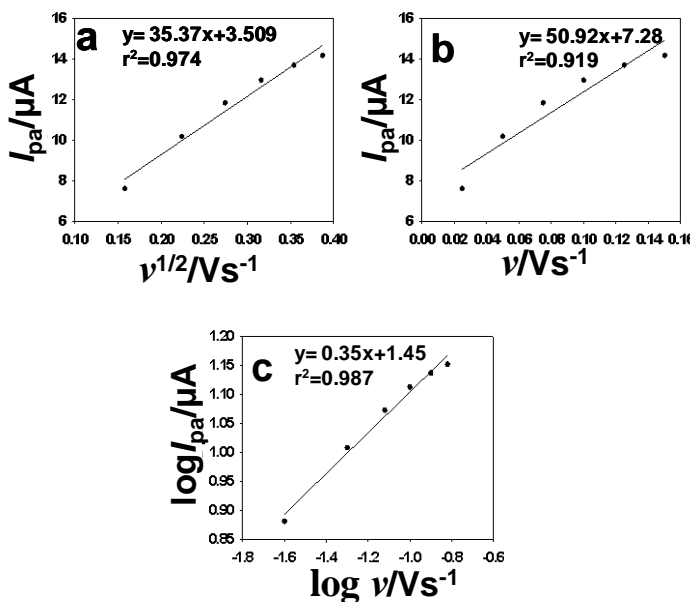 a
y= 35.37x+3.509
r²=0.974
Ipa/μA
16
14
12
10
8
6
0.10 0.15 0.20 0.25 0.30 0.35 0.40
v1/2/Vs-1
b
y= 50.92x+7.28
r²=0.919
Ipa/μA
16
14
12
10
8
6
0.00 0.02 0.04 0.06 0.08 0.10 0.12 0.14 0.16
v/Vs-1
c
y= 0.35x+1.45
r²=0.987
logIpa/μA
1.20
1.15
1.10
1.05
1.00
0.95
0.90
0.85
-1.8 -1.6 -1.4 -1.2 -1.0 -0.8 -0.6
log v/Vs-1